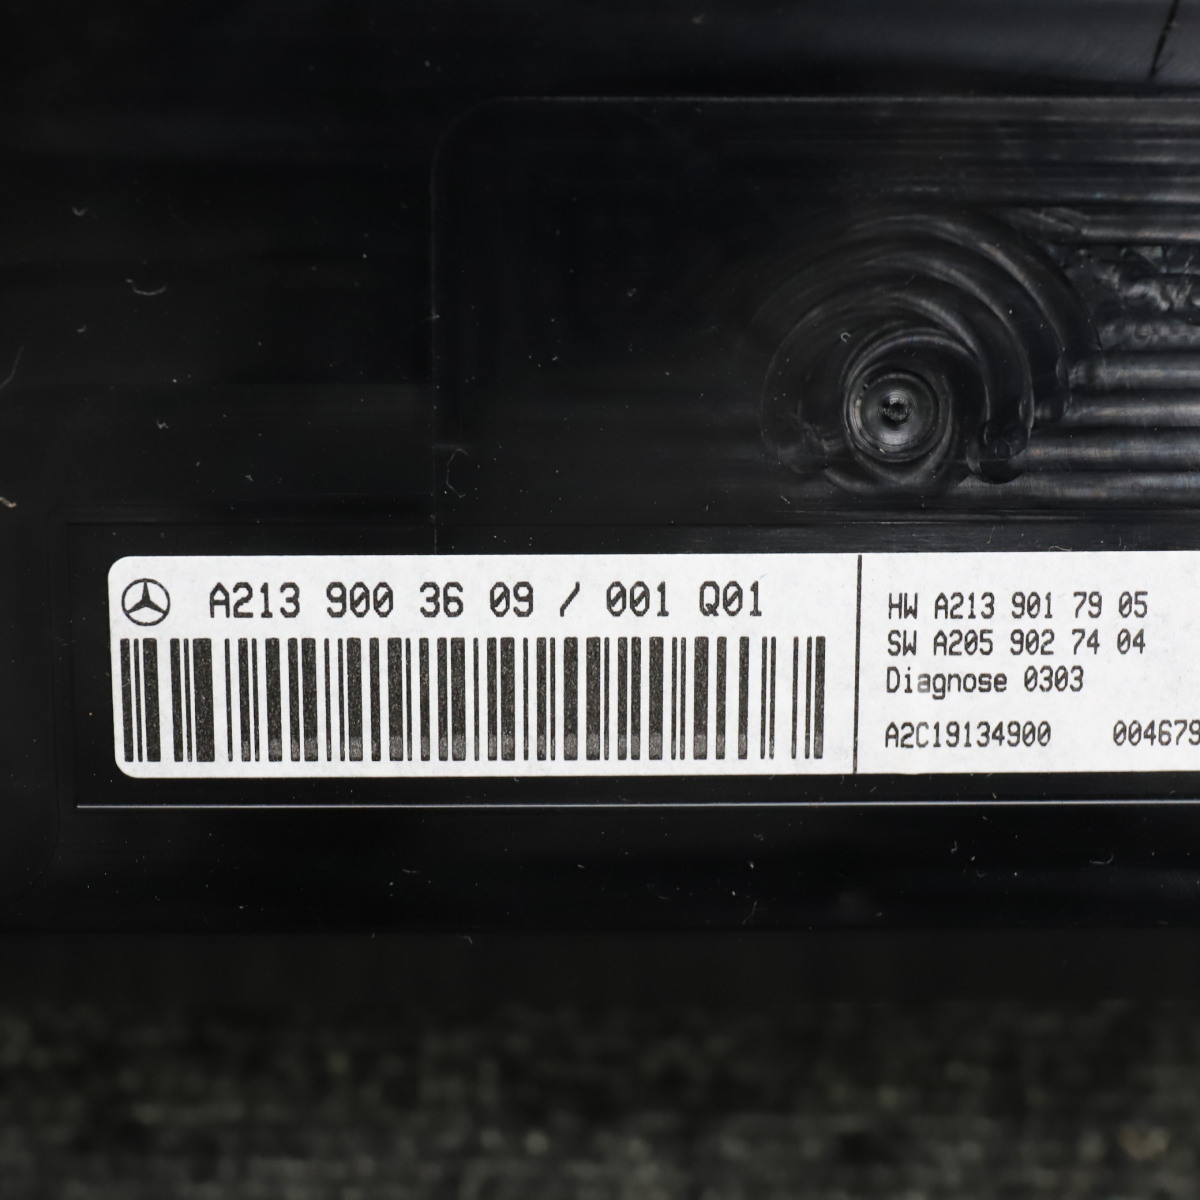 A213 900 36 09 / 001 Q01
HW A213 901 79 05
SW A205 902 74 04
Diagnose 0303
A2C19134900 004679